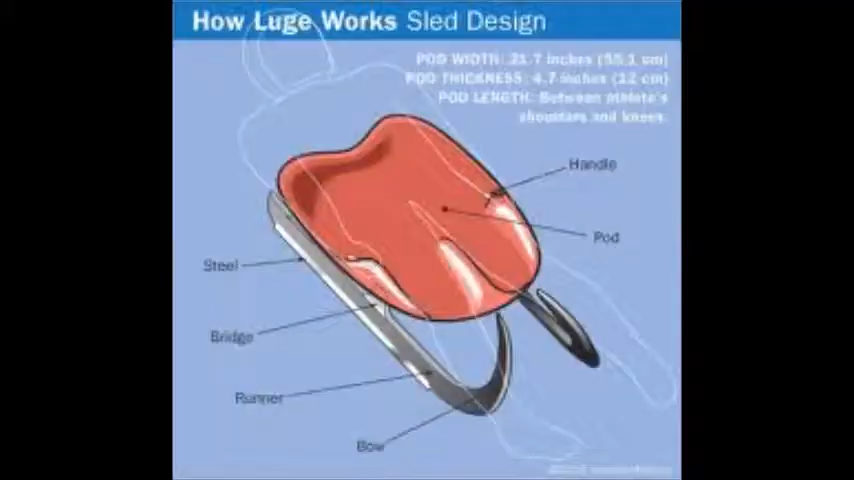 How Luge Works Sled Design
POD WIDTH: 21.7 inches (55.1 cm)
POD THICKNESS: 4.7 inches (12 cm)
POD LENGTH: Between athlete's
shoulders and knees.
Handle
Pod
Steel
Bridge
Runner
Bow